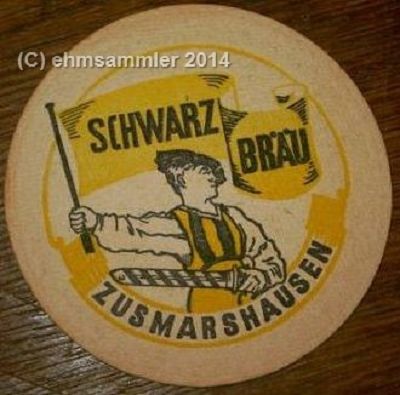 (C) ehmsammler 2014
SCHWARZ
BRÄU
ZUSMARSHAUSEN